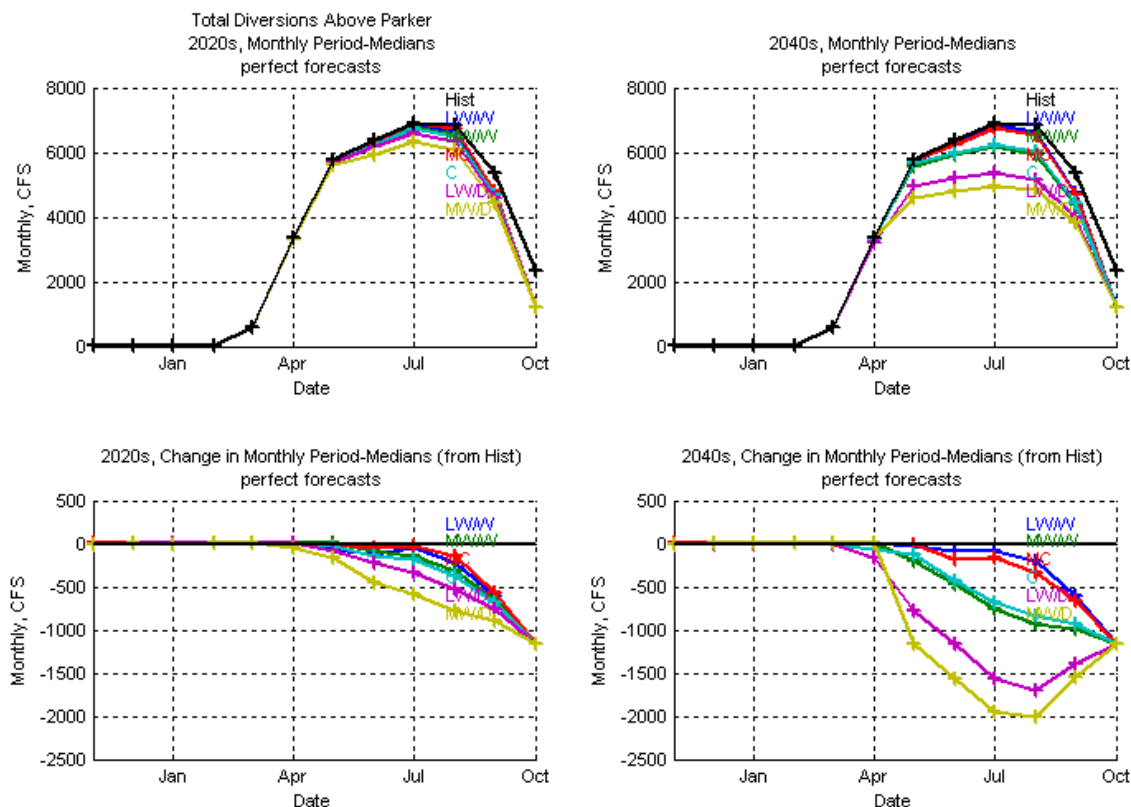 Total Diversions Above Parker
2020s, Monthly Period-Medians
perfect forecasts
8000
6000
4000
2000
0
Monthly, CFS
Hist
LW/W
MW/W
MC
C
LW/D
MW/D
Jan
Apr
Jul
Oct
Date
2040s, Monthly Period-Medians
perfect forecasts
8000
6000
4000
2000
0
Monthly, CFS
Hist
LW/W
MW/W
MC
C
LW/D
MW/D
Jan
Apr
Jul
Oct
Date
2020s, Change in Monthly Period-Medians (from Hist)
perfect forecasts
500
0
-500
-1000
-1500
-2000
-2500
Monthly, CFS
LW/W
MW/W
MC
C
LW/D
MW/D
Jan
Apr
Jul
Oct
Date
2040s, Change in Monthly Period-Medians (from Hist)
perfect forecasts
500
0
-500
-1000
-1500
-2000
-2500
Monthly, CFS
LW/W
MW/W
MC
C
LW/D
MW/D
Jan
Apr
Jul
Oct
Date